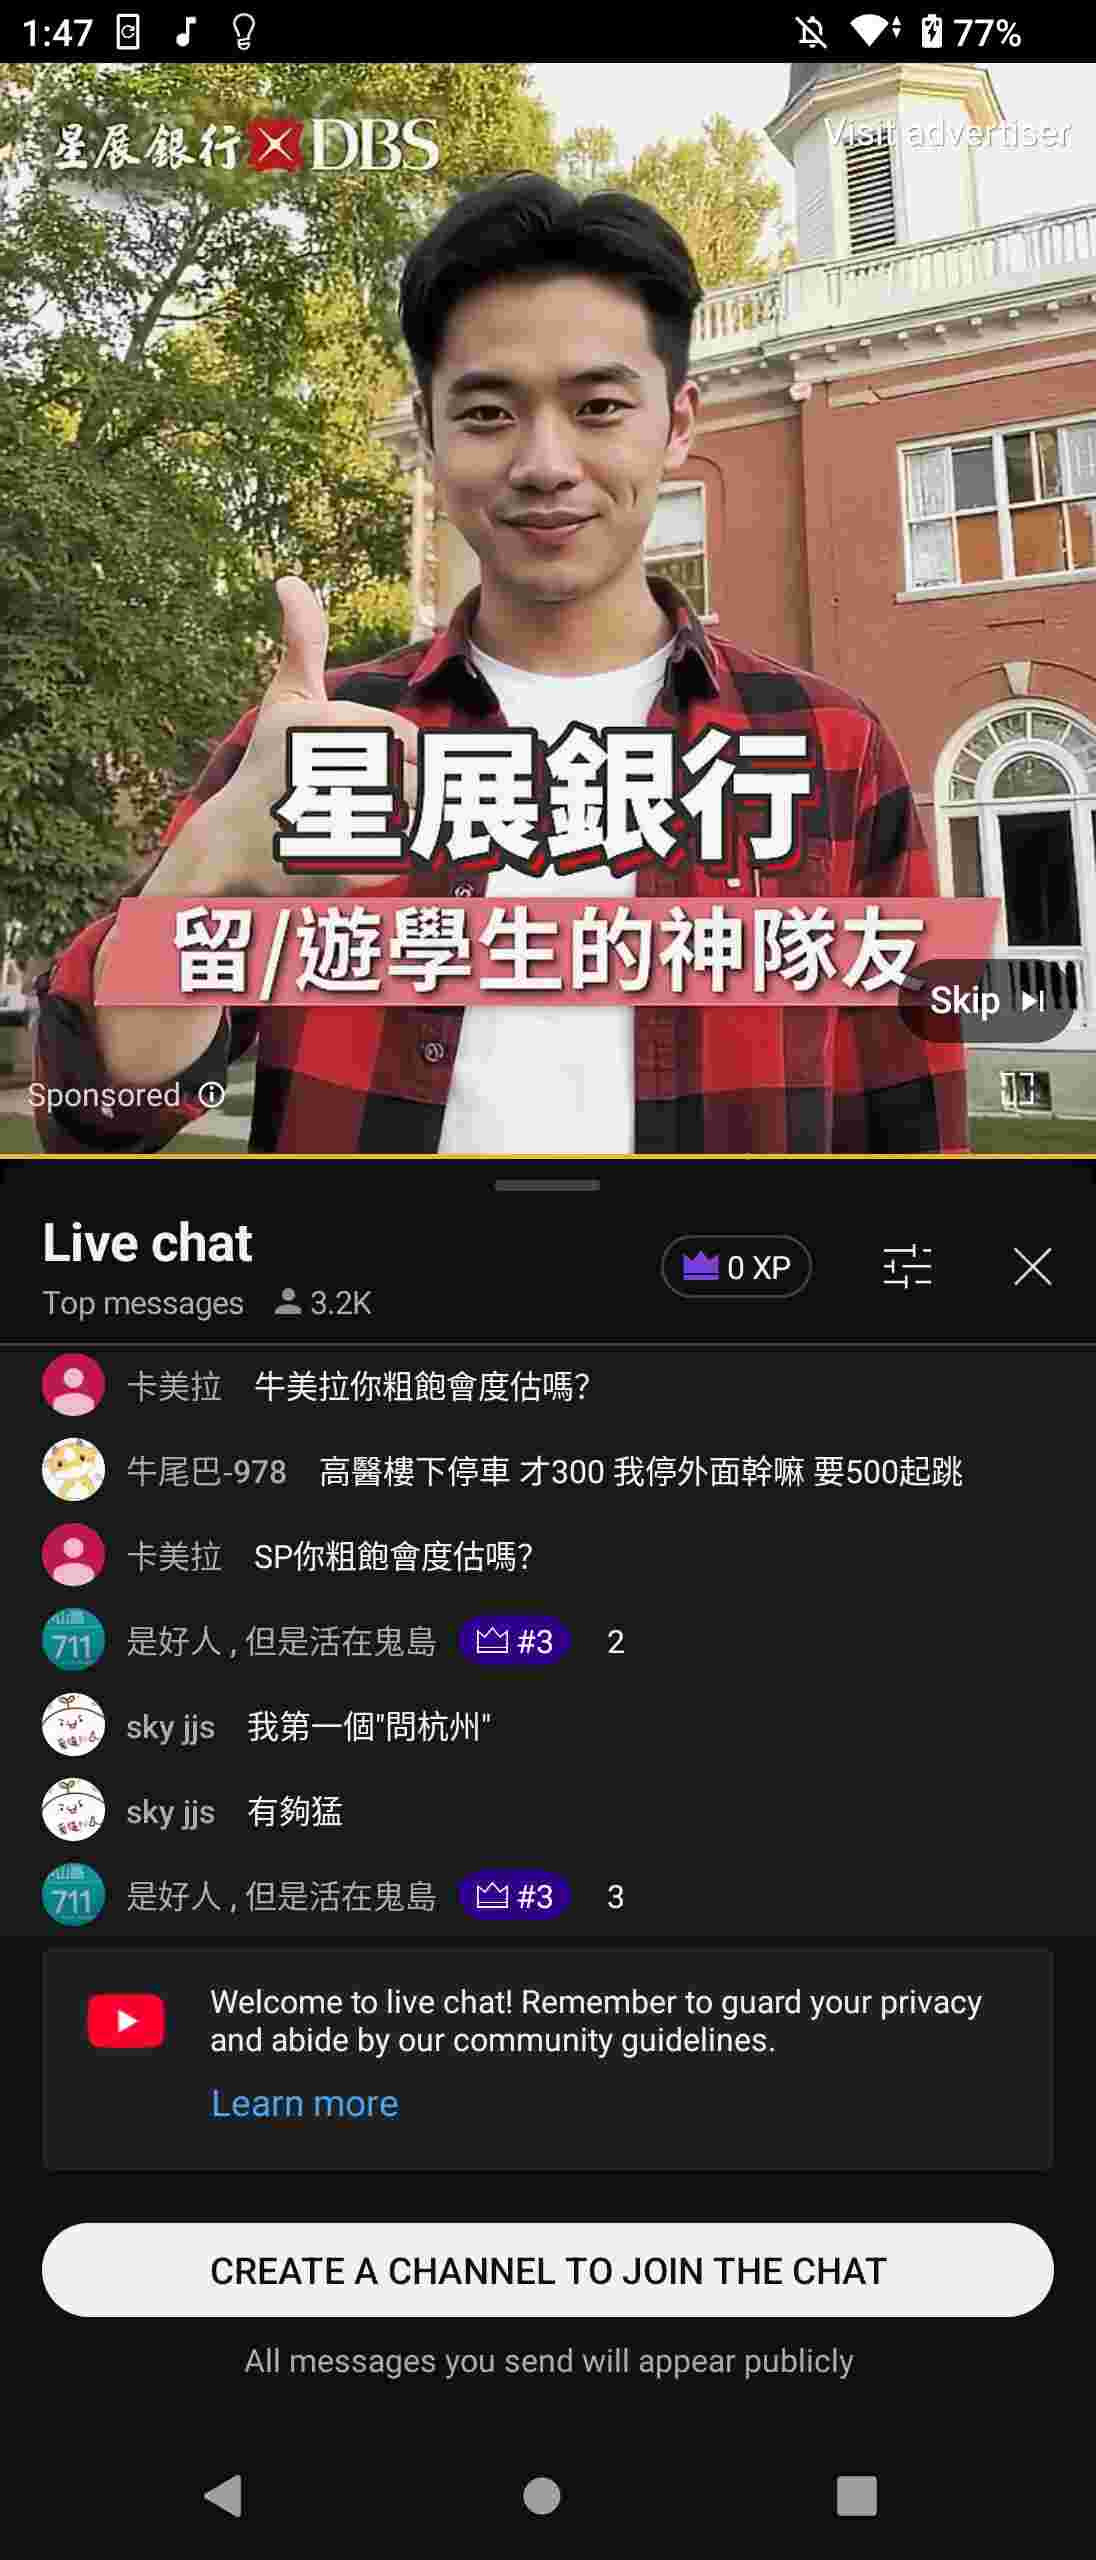 1:47
77%
星展銀行 DBS
Visit advertiser
星展銀行
留/遊學生的神隊友
Skip
Sponsored
Live chat
Top messages 3.2K
0 XP
卡美拉 牛美拉你粗飽會度估嗎?
牛尾巴-978 高醫樓下停車 才300 我停外面幹嘛 要500起跳
卡美拉 SP你粗飽會度估嗎?
711
是好人 , 但是活在鬼島 #3 2
sky jjs 我第一個"問杭州"
sky jjs 有夠猛
711
是好人 , 但是活在鬼島 #3 3
Welcome to live chat! Remember to guard your privacy
and abide by our community guidelines.
Learn more
CREATE A CHANNEL TO JOIN THE CHAT
All messages you send will appear publicly